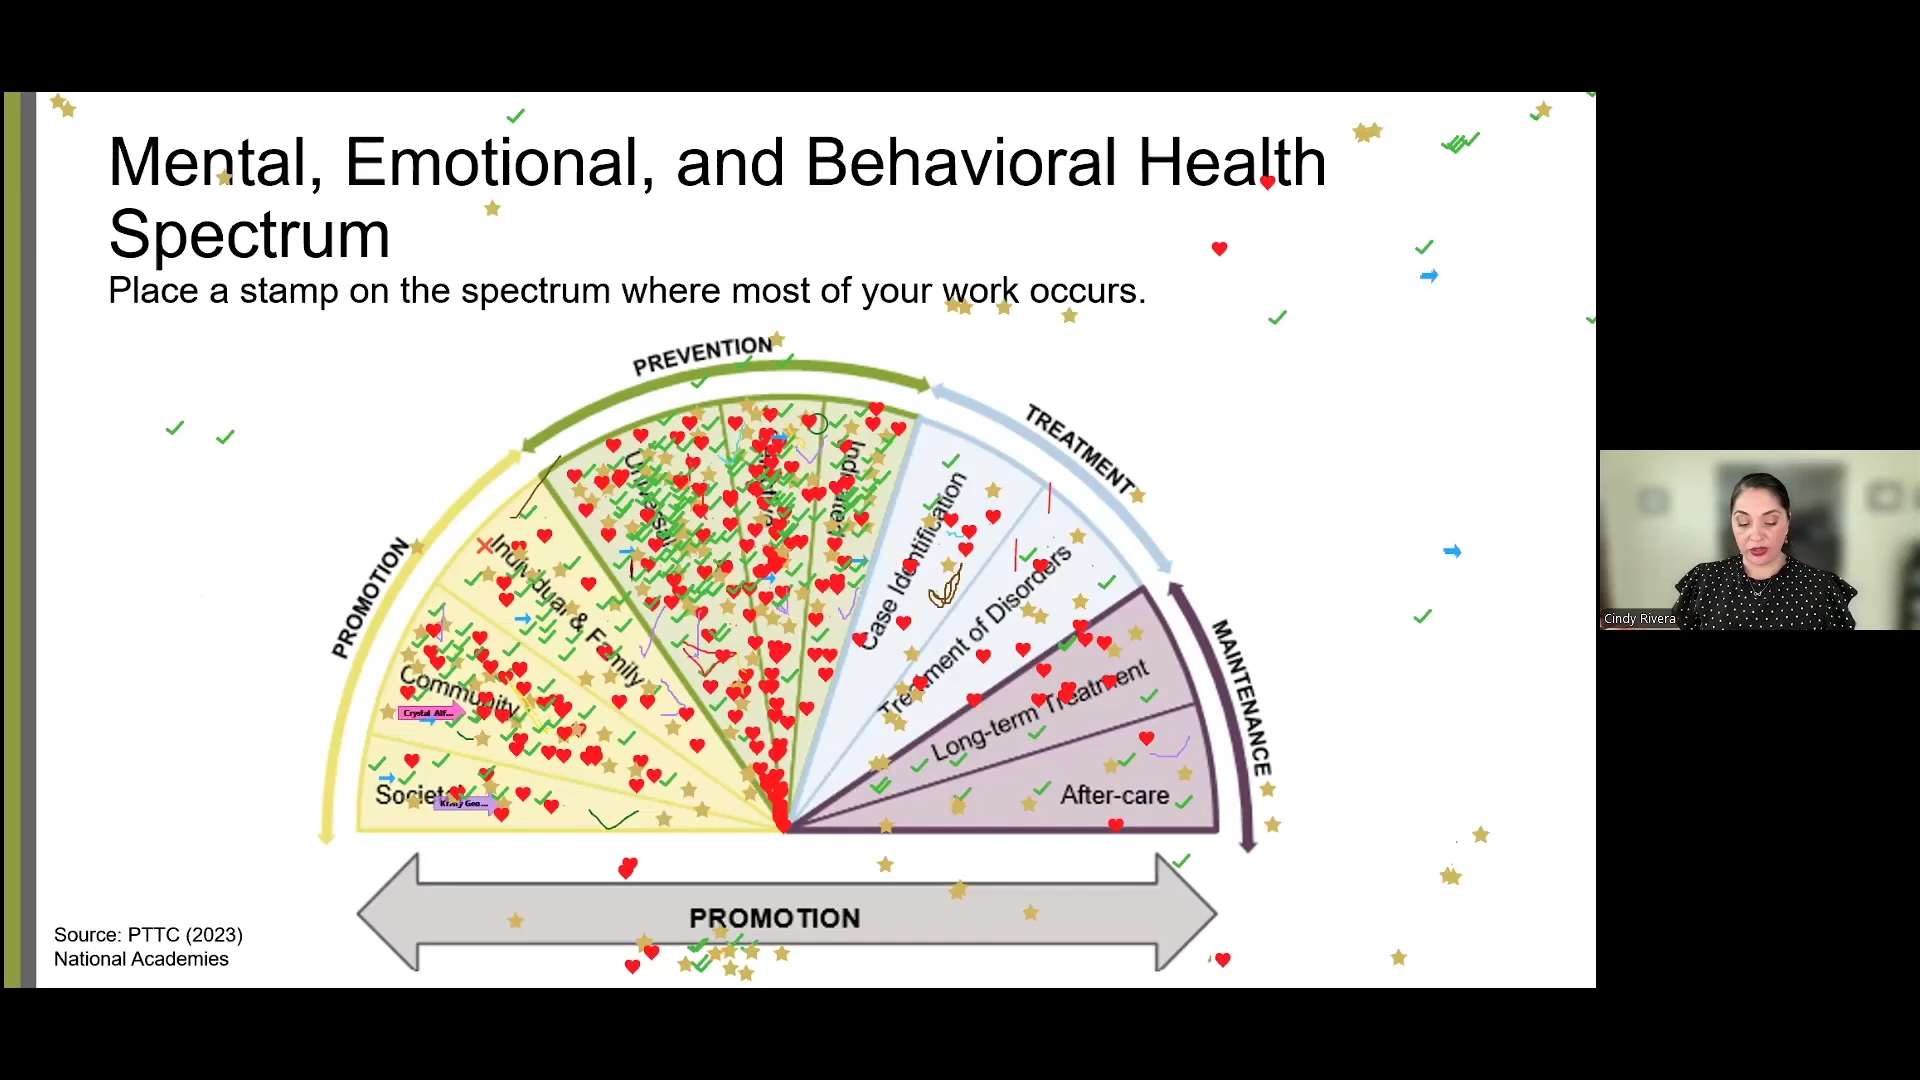 Mental, Emotional, and Behavioral Health
Spectrum
Place a stamp on the spectrum where most of your work occurs.
PREVENTION
TREATMENT
PROMOTION
MAINTENANCE
Case Identification
Individual & Family
Treatment of Disorders
Community
Long-term Treatment
Crystal Alf...
After-care
PROMOTION
Source: PTTC (2023)
National Academies
Cindy Rivera